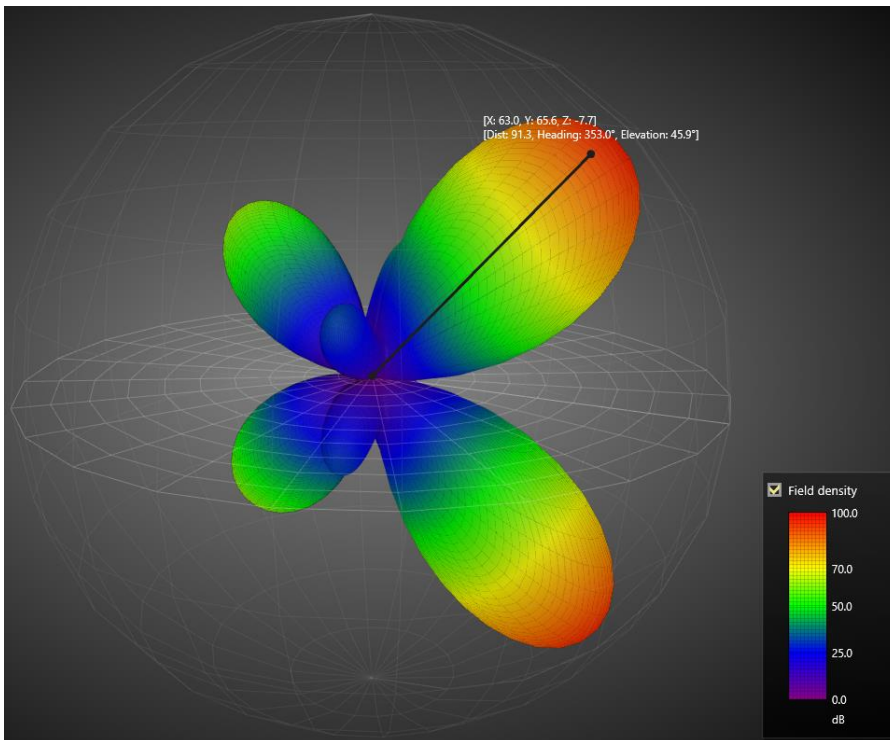 [X: 63.0, Y: 65.6, Z: -7.7]
[Dist: 91.3, Heading: 353.0°, Elevation: 45.9°]
Field density
100.0
70.0
50.0
25.0
0.0
dB